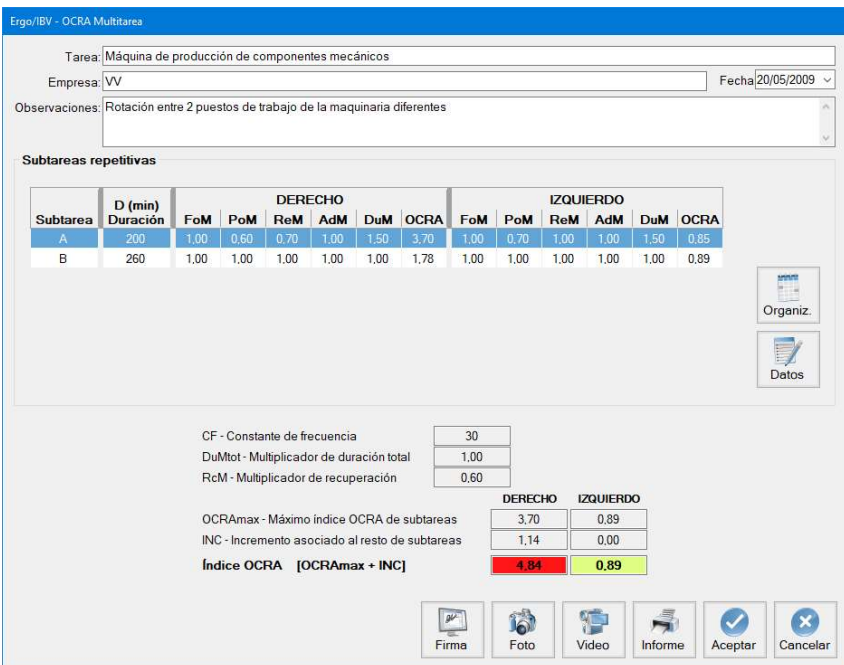 Ergo/IBV - OCRA Multitarea
Tarea: Máquina de producción de componentes mecánicos
Empresa: VV Fecha 20/05/2009
Observaciones: Rotación entre 2 puestos de trabajo de la maquinaria diferentes
Subtareas repetitivas
D (min) DERECHO IZQUIERDO
Subtarea Duración FoM PoM ReM AdM DuM OCRA FoM PoM ReM AdM DuM OCRA
A 200 1,00 0,60 0,70 1,00 1,50 3,70 1,00 0,70 1,00 1,00 1,50 0,85
B 260 1,00 1,00 1,00 1,00 1,00 1,78 1,00 1,00 1,00 1,00 1,00 0,89
Organiz.
Datos
CF - Constante de frecuencia 30
DuMtot - Multiplicador de duración total 1,00
RcM - Multiplicador de recuperación 0,60
DERECHO IZQUIERDO
OCRAmax - Máximo índice OCRA de subtareas 3,70 0,89
INC - Incremento asociado al resto de subtareas 1,14 0,00
Índice OCRA [OCRAmax + INC] 4,84 0,89
Firma Foto Video Informe Aceptar Cancelar